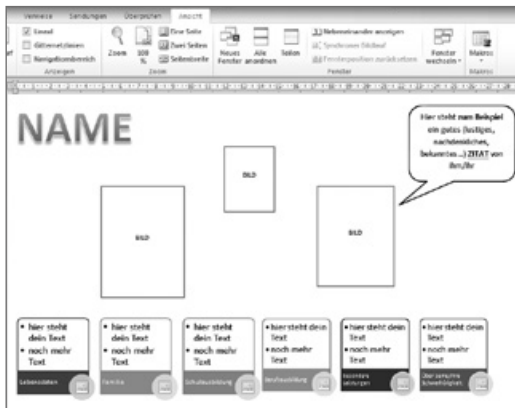 Verweise Sendungen Überprüfen Ansicht
Lineal
Gitternetzlinien
Navigationsbereich
Anzeigen
Zoom
100
%
Eine Seite
Zwei Seiten
Seitenbreite
Zoom
Neues
Fenster
Alle
anordnen
Teilen
Nebeneinander anzeigen
Synchroner Bildlauf
Fensterposition zurücksetzen
Fenster
Fenster
wechseln
Makros
Makros
NAME
BILD
BILD
BILD
Hier steht zum Beispiel
ein gutes (lustiges,
nachdenkliches,
bekanntes ...) ZITAT von
ihm/ihr
• hier steht
dein Text
• noch mehr
Text
Lebensdaten
• hier steht
dein Text
• noch mehr
Text
Familie
• hier steht
dein Text
• noch mehr
Text
Schulausbildung
• hier steht dein
Text
• noch mehr
Text
Berufsausbildung
• hier steht dein
Text
• noch mehr
Text
besondere
Leistungen
• hier steht dein
Text
• noch mehr
Text